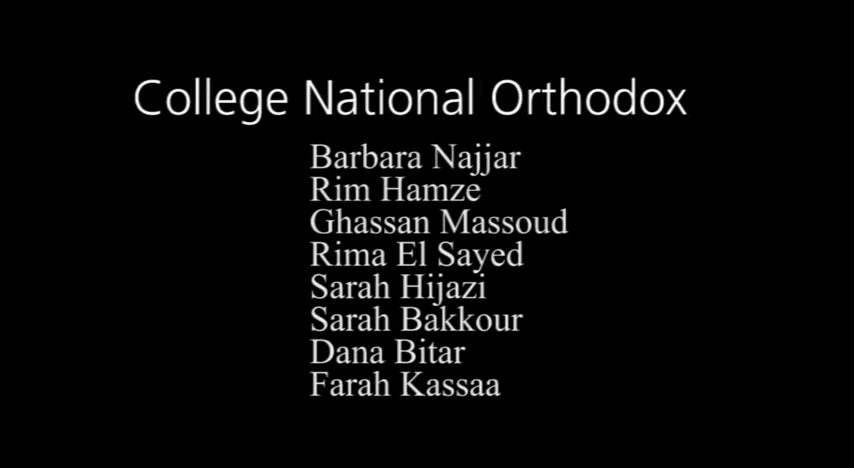 College National Orthodox
Barbara Najjar
Rim Hamze
Ghassan Massoud
Rima El Sayed
Sarah Hijazi
Sarah Bakkour
Dana Bitar
Farah Kassaa